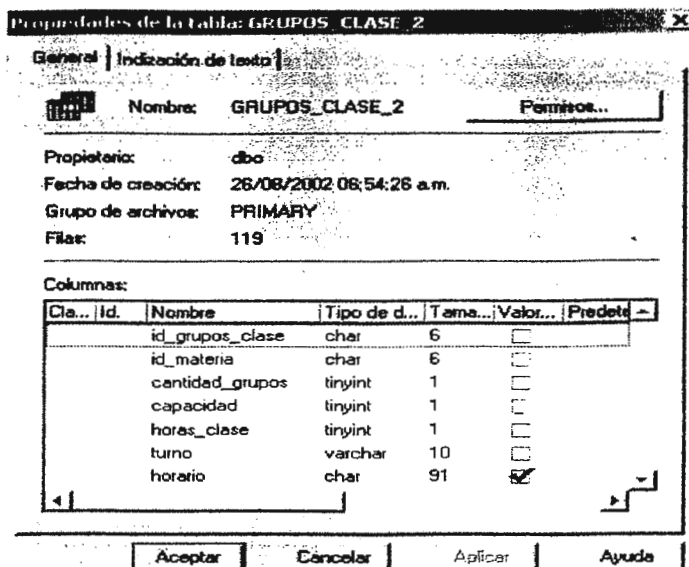 Propiedades de la tabla: GRUPOS_CLASE_2
General Indización de texto
Nombre: GRUPOS_CLASE_2 Permisos...
Propietario: dbo
Fecha de creación: 26/08/2002 06:54:26 a.m.
Grupo de archivos: PRIMARY
Filas: 119
Columnas:
Cla... Id. Nombre Tipo de d... Tama... Valor... Predete
id_grupos_clase char 6
id_materia char 6
cantidad_grupos tinyint 1
capacidad tinyint 1
horas_clase tinyint 1
turno varchar 10
horario char 91
Aceptar Cancelar Aplicar Ayuda